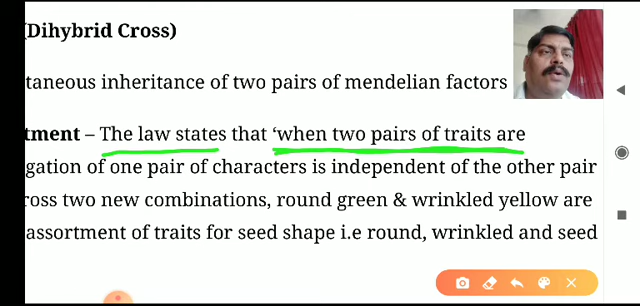 (Dihybrid Cross)
taneous inheritance of two pairs of mendelian factors
tment – The law states that ‘when two pairs of traits are
gation of one pair of characters is independent of the other pair
ross two new combinations, round green & wrinkled yellow are
assortment of traits for seed shape i.e round, wrinkled and seed